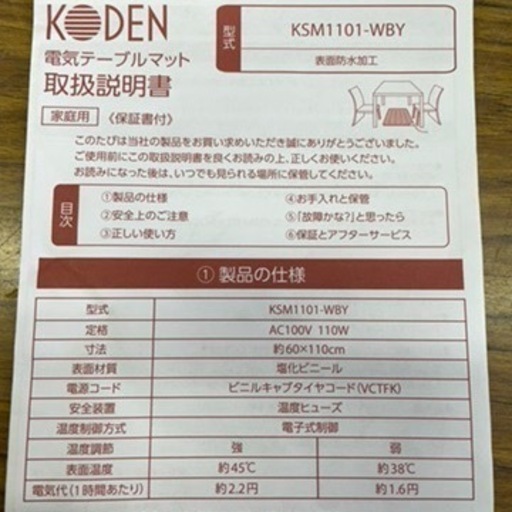 KODEN
電気テーブルマット
取扱説明書
型式 KSM1101-WBY
表面防水加工
家庭用 《保証書付》
このたびは当社の製品をお買い求めいただき誠にありがとうございました。
ご使用前にこの取扱説明書を良くお読みの上、正しくお使いください。
お読みになった後は、いつでも見られる場所に保管してください。
目次
①製品の仕様 ④お手入れと保管
②安全上のご注意 ⑤「故障かな?」と思ったら
③正しい使い方 ⑥保証とアフターサービス
①製品の仕様
型式 KSM1101-WBY
定格 AC100V 110W
寸法 約60×110cm
表面材質 塩化ビニール
電源コード ビニルキャブタイヤコード(VCTFK)
安全装置 温度ヒューズ
温度制御方式 電子式制御
温度調節 強 弱
表面温度 約45℃ 約38℃
電気代(1時間あたり) 約2.2円 約1.6円